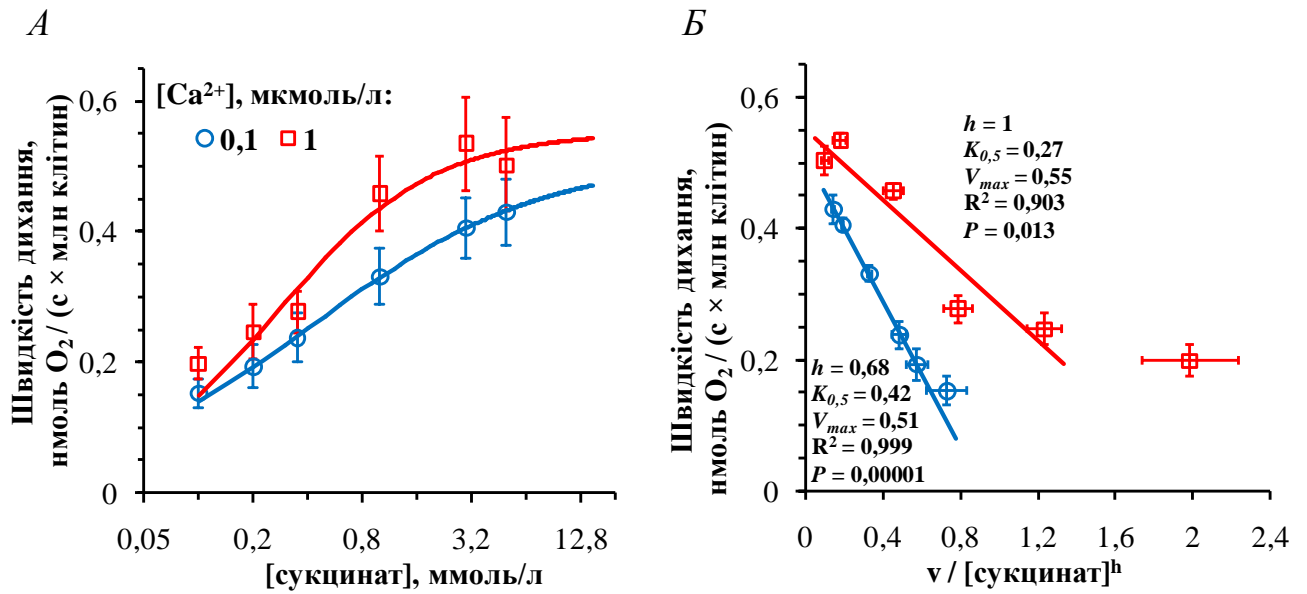 А
Швидкість дихання,
нмоль O₂ / (с × млн клітин)
0,6
0,4
0,2
0
[Ca²⁺], мкмоль/л:
0,1
1
0,05
0,2
0,8
3,2
12,8
[сукцинат], ммоль/л
Б
Швидкість дихання,
нмоль O₂ / (с × млн клітин)
0,6
0,4
0,2
0
h = 1
K0,5 = 0,27
Vmax = 0,55
R² = 0,903
P = 0,013
h = 0,68
K0,5 = 0,42
Vmax = 0,51
R² = 0,999
P = 0,00001
0
0,4
0,8
1,2
1,6
2
2,4
v / [сукцинат]ʰ